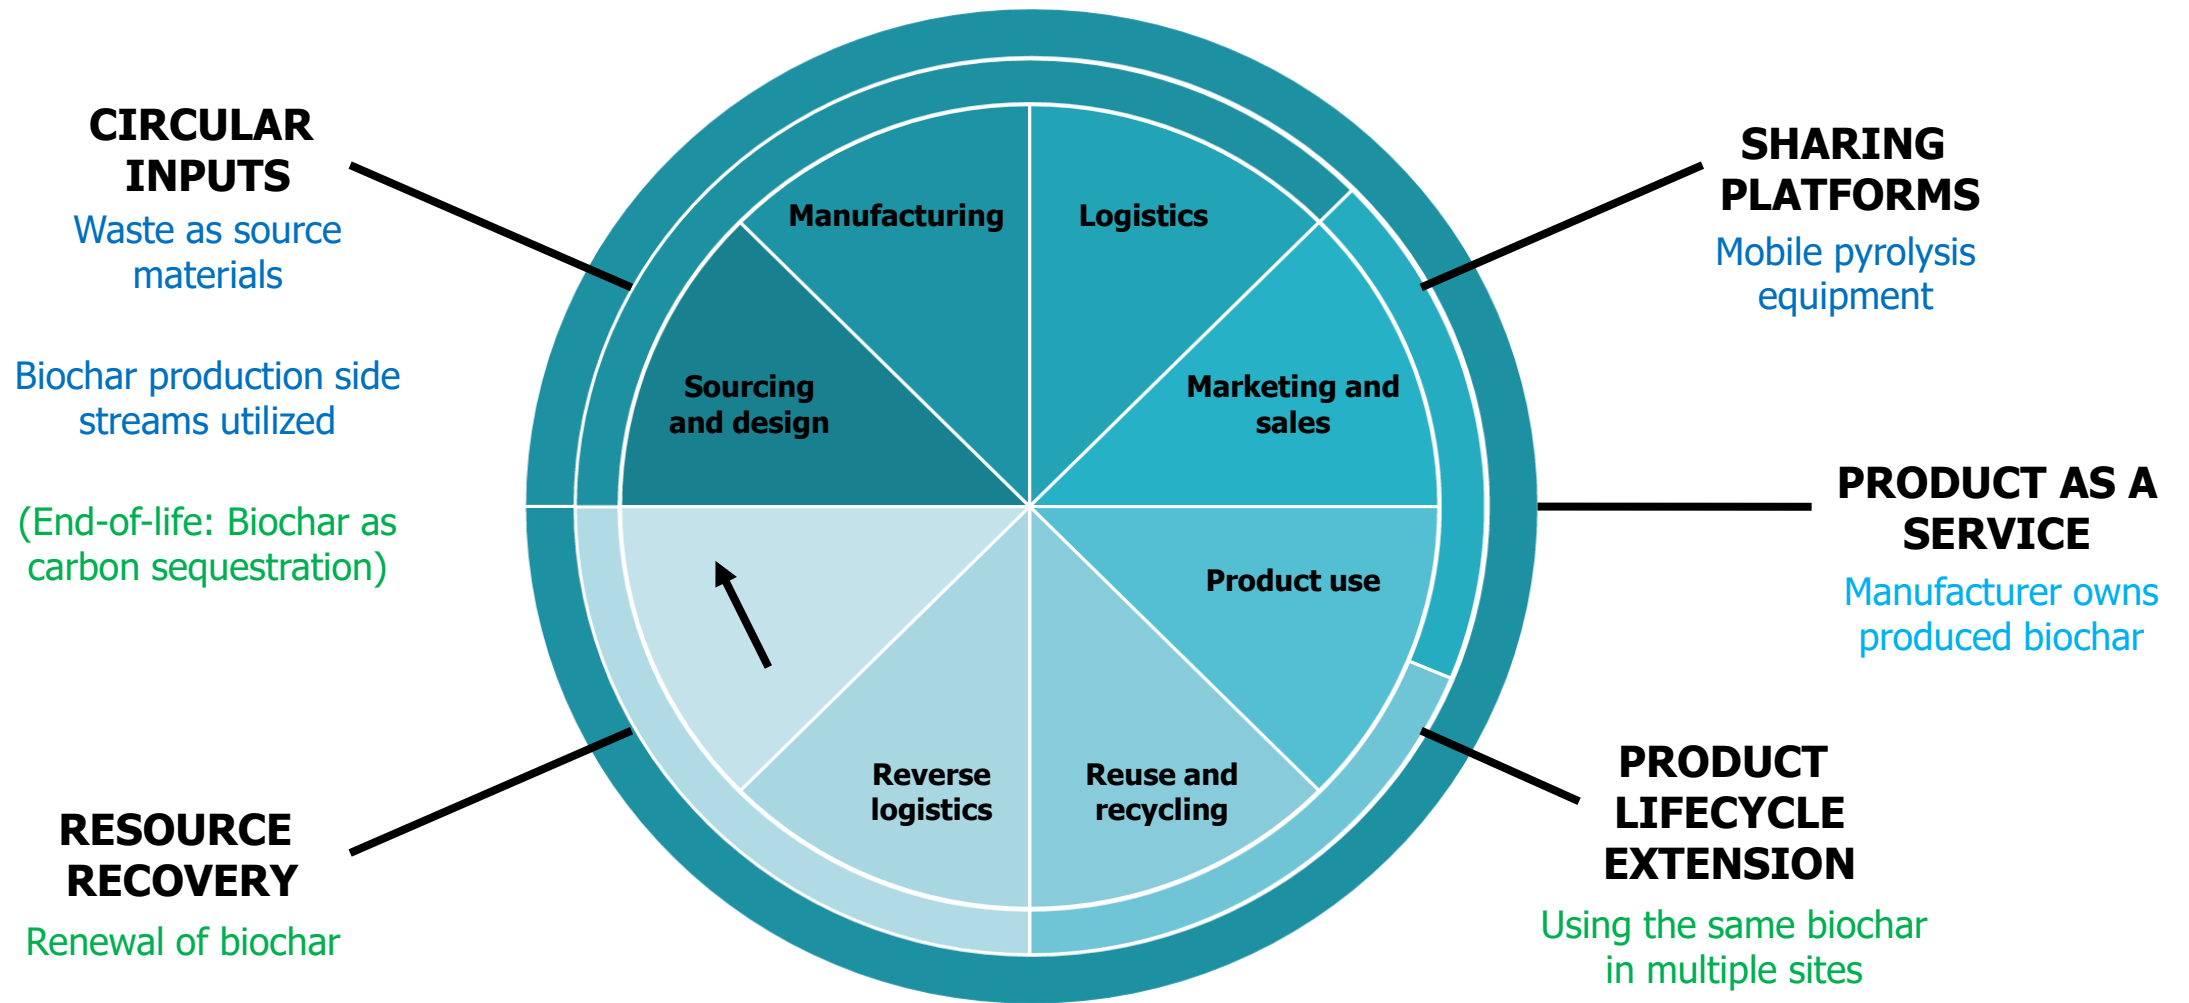 CIRCULAR
INPUTS
Waste as source
materials
Biochar production side
streams utilized
(End-of-life: Biochar as
carbon sequestration)
RESOURCE
RECOVERY
Renewal of biochar
Manufacturing
Logistics
Sourcing
and design
Marketing and
sales
Product use
Reverse
logistics
Reuse and
recycling
SHARING
PLATFORMS
Mobile pyrolysis
equipment
PRODUCT AS A
SERVICE
Manufacturer owns
produced biochar
PRODUCT
LIFECYCLE
EXTENSION
Using the same biochar
in multiple sites